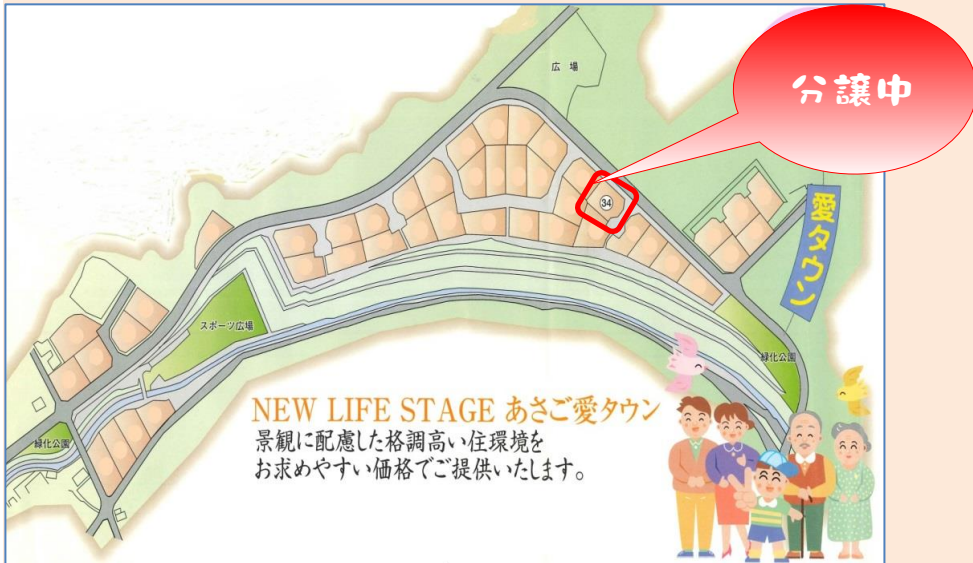 広 場
分譲中
34
愛タウン
スポーツ広場
緑化公園
緑化公園
NEW LIFE STAGE あさご愛タウン
景観に配慮した格調高い住環境を
お求めやすい価格でご提供いたします。